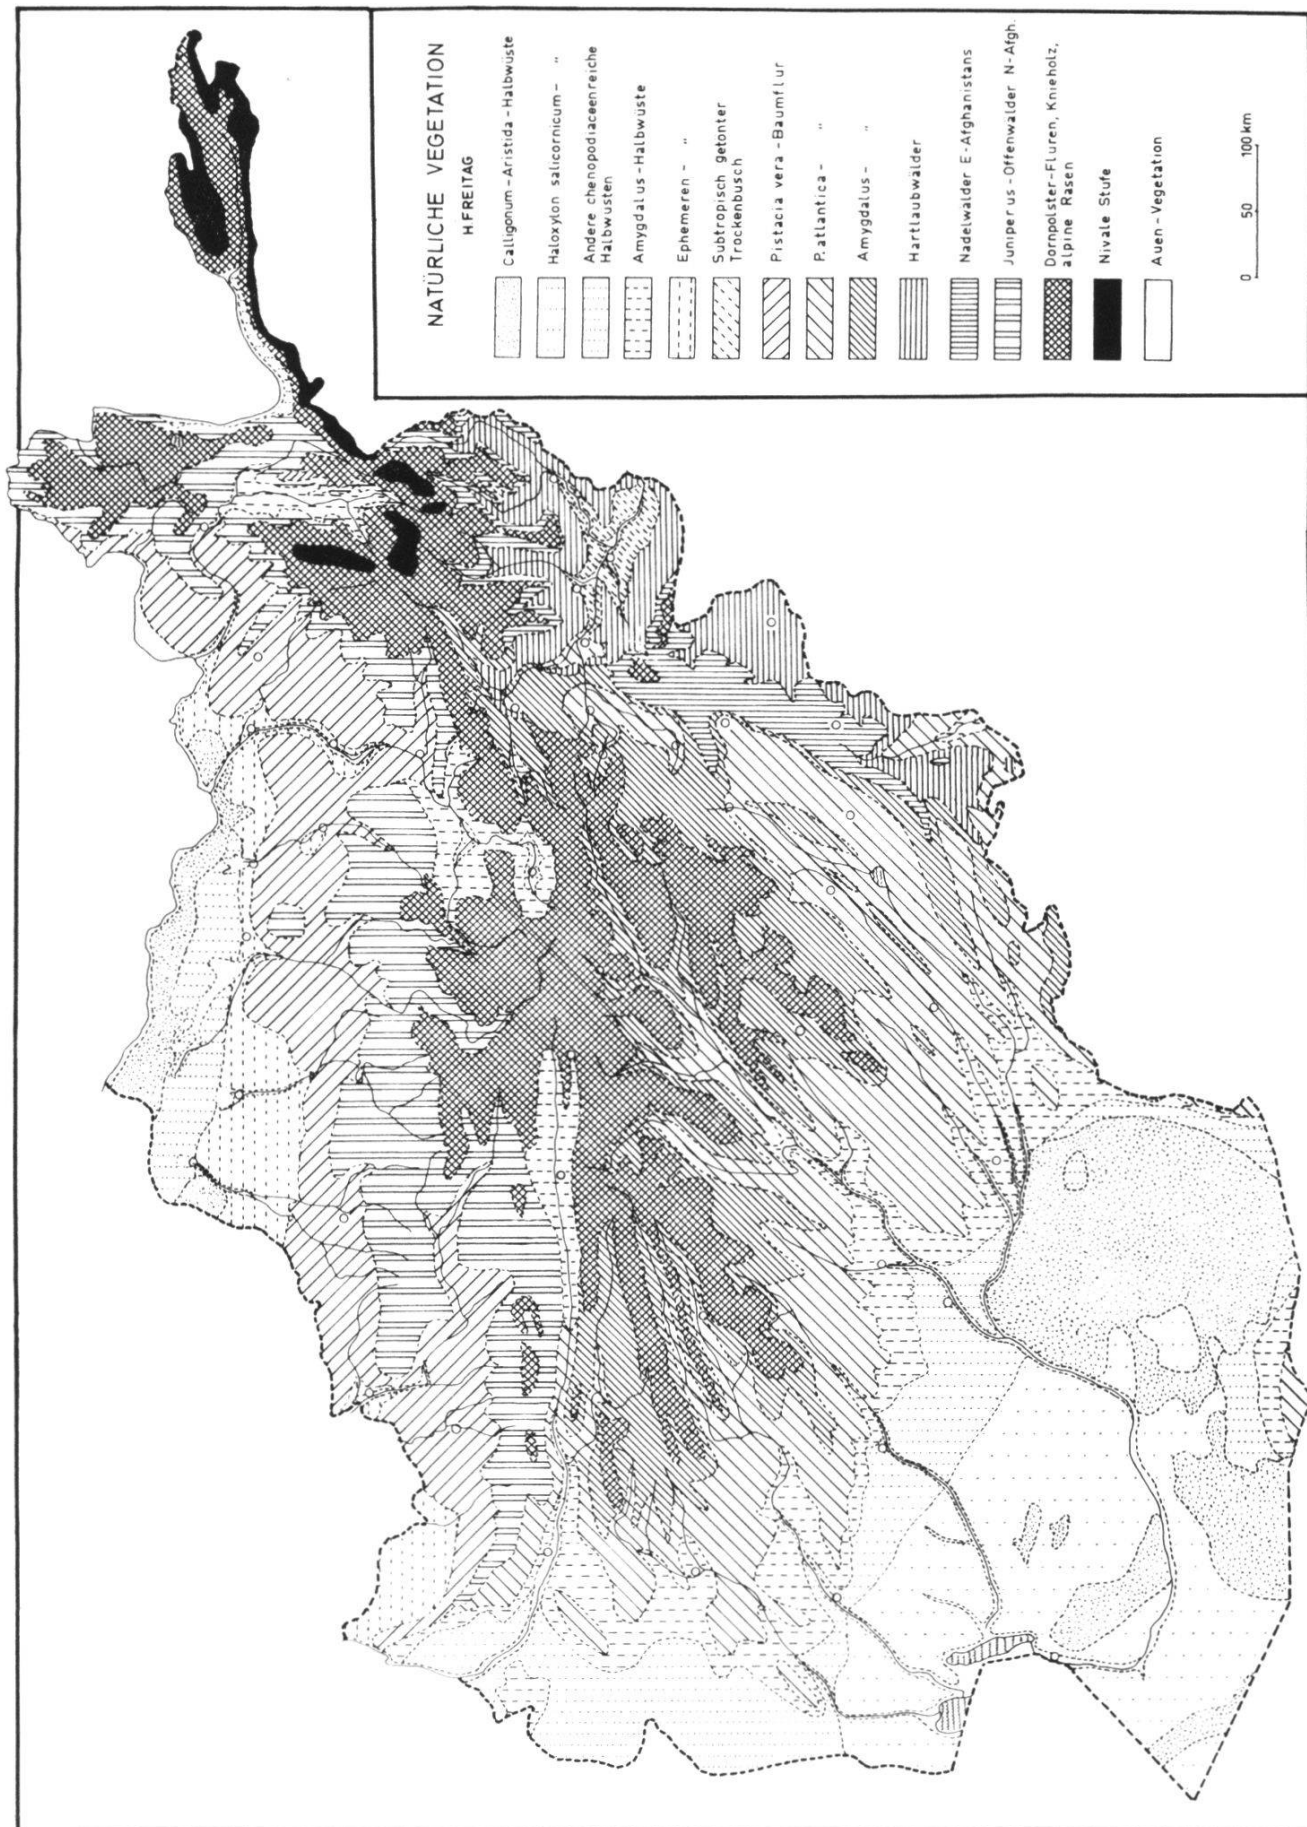 NATÜRLICHE VEGETATION
H. FREITAG
Calligonum-Aristida-Halbwüste
Haloxylon salicornicum- "
Andere chenopodiaceenreiche
Halbwüsten
Amygdalus-Halbwüste
Ephemeren- "
Subtropisch getonter
Trockenbusch
Pistacia vera-Baumflur
P. atlantica- "
Amygdalus- "
Hartlaubwälder
Nadelwälder E-Afghanistans
Juniperus-Offenwälder N-Afgh.
Dornpolster-Fluren, Knieholz,
alpine Rasen
Nivale Stufe
Auen-Vegetation
0 50 100 km